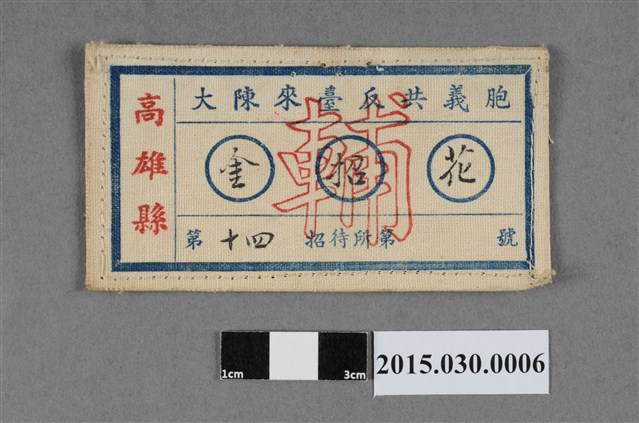 高雄縣
大陳來臺反共義胞
輔
金招花
第十四招待所第 號
1cm 3cm
2015.030.0006